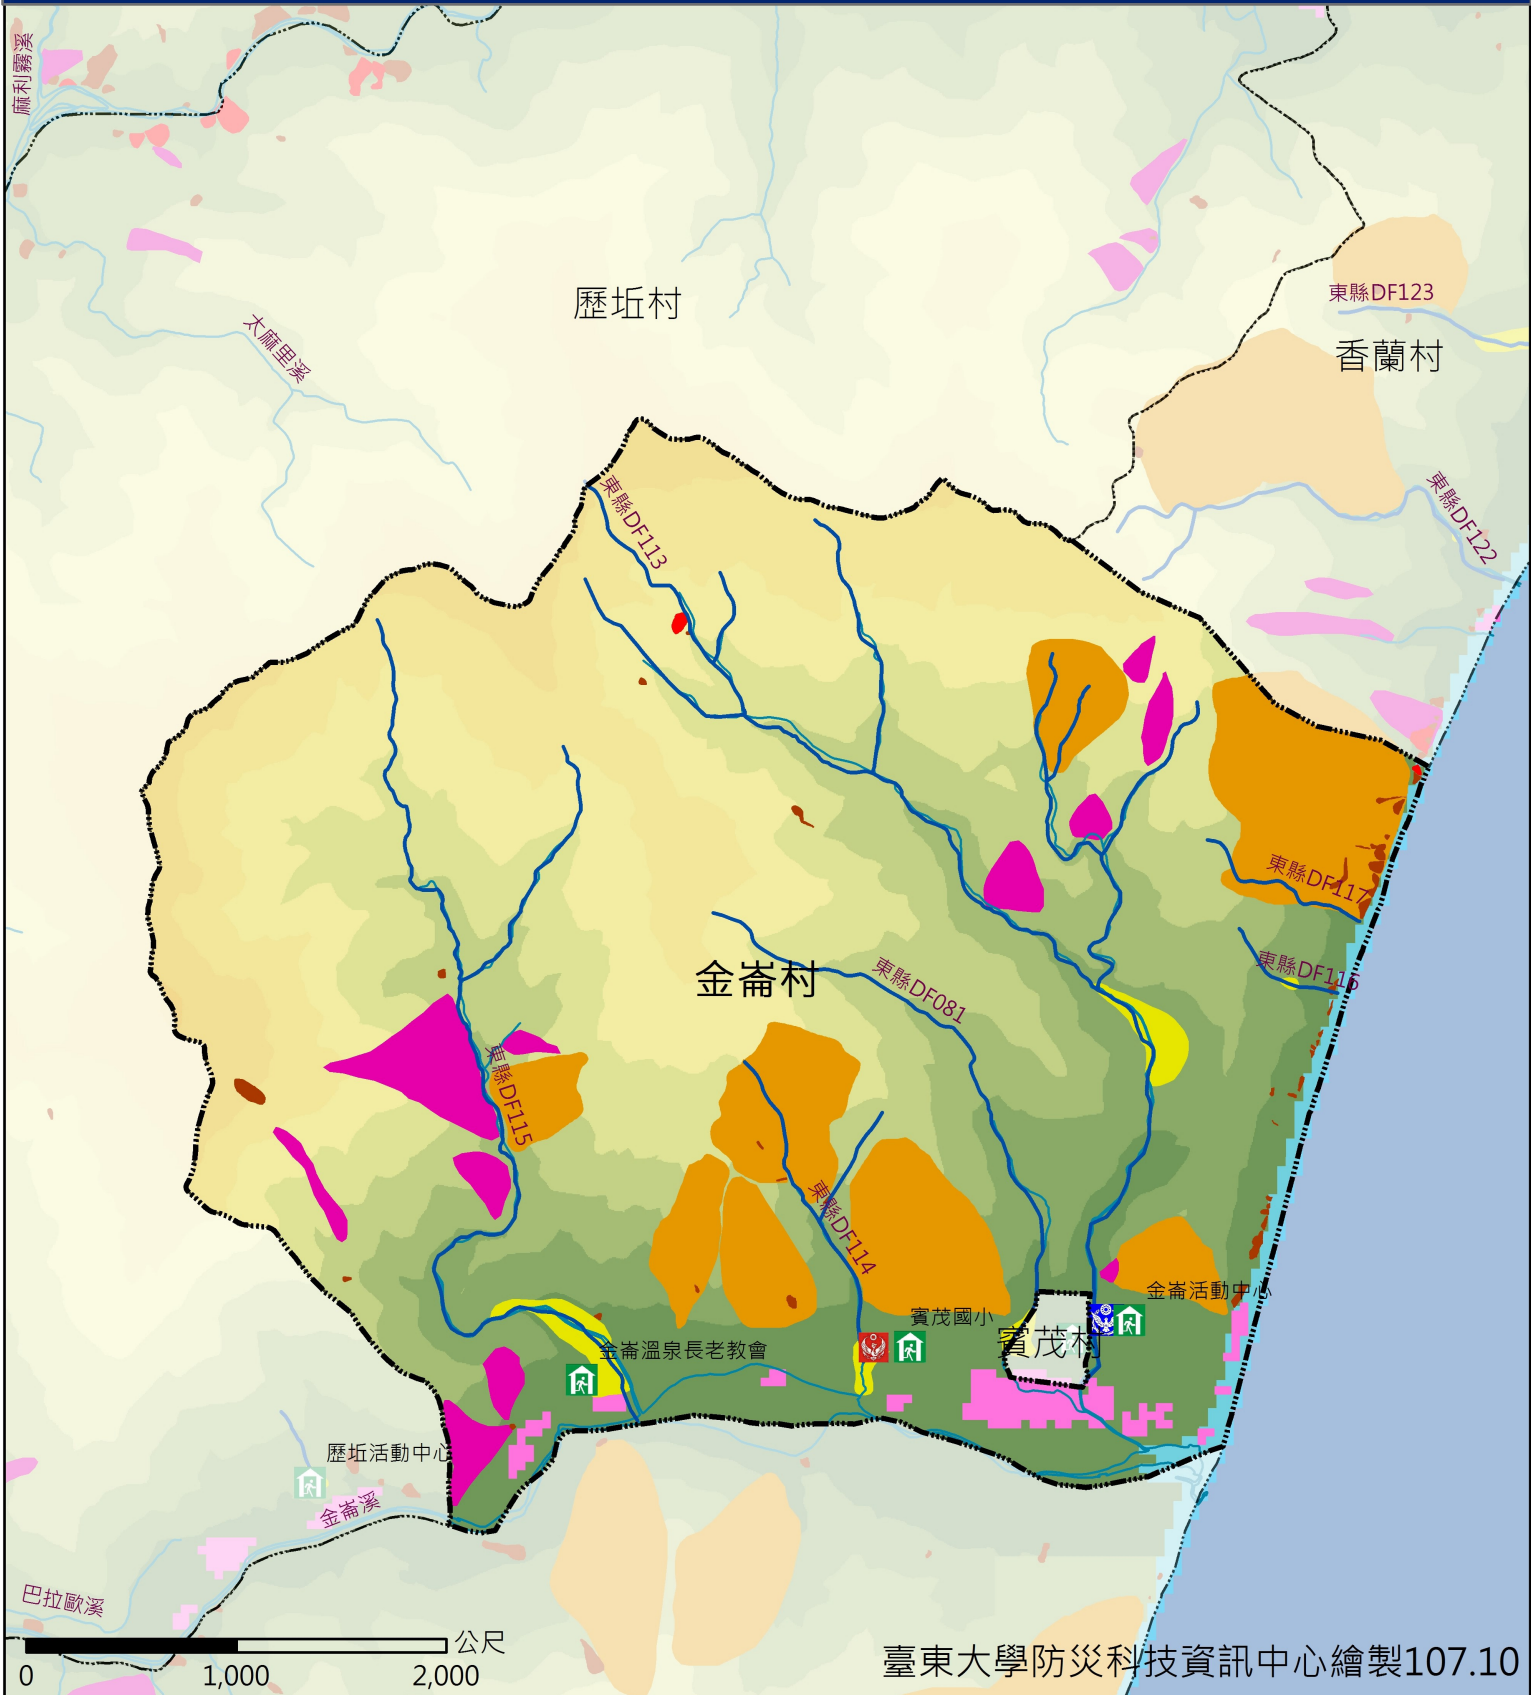 麻利霧溪
歷坵村
東縣DF123
太麻里溪
香蘭村
東縣DF122
東縣DF113
東縣DF117
金崙村
東縣DF081
東縣DF116
東縣DF115
東縣DF114
金崙活動中心
賓茂國小
賓茂村
金崙溫泉長老教會
歷坵活動中心
金崙溪
巴拉歐溪
公尺
0 1,000 2,000
臺東大學防災科技資訊中心繪製107.10